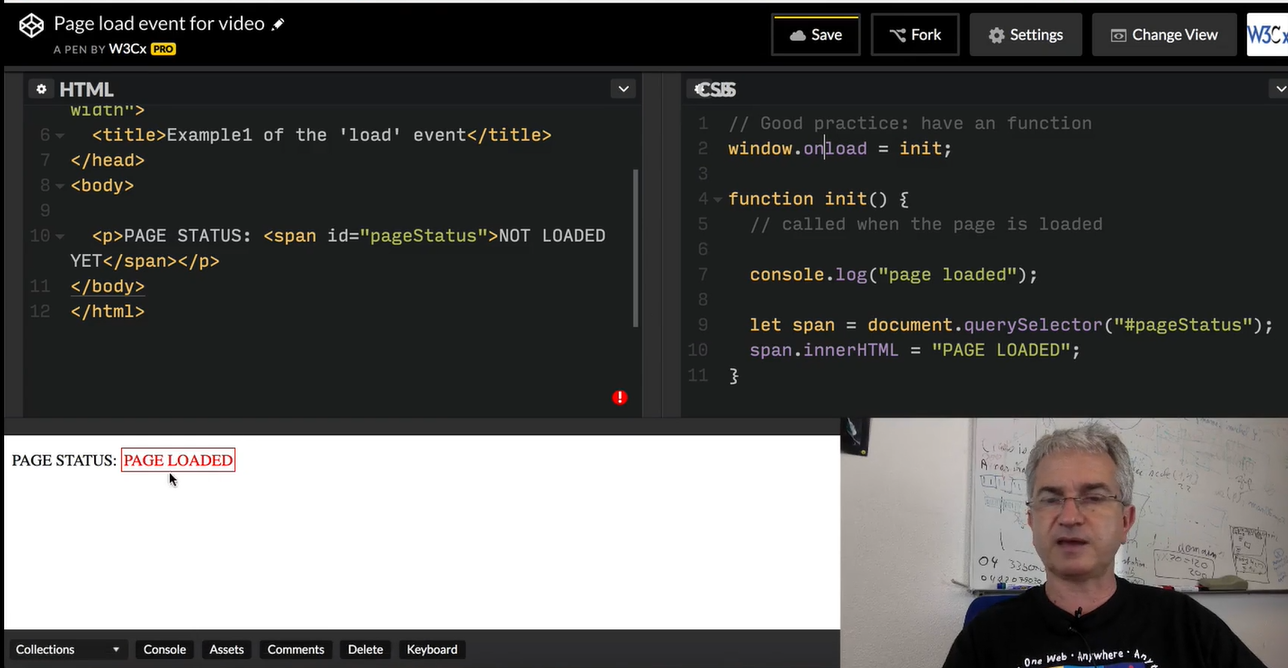 Page load event for video
A PEN BY W3Cx PRO
Save
Fork
Settings
Change View
W3Cx
HTML
width">
6 <title>Example1 of the 'load' event</title>
7 </head>
8 <body>
9
10 <p>PAGE STATUS: <span id="pageStatus">NOT LOADED
YET</span></p>
11 </body>
12 </html>
1 // Good practice: have an function
2 window.onload = init;
3
4 function init() {
5 // called when the page is loaded
6
7 console.log("page loaded");
8
9 let span = document.querySelector("#pageStatus");
10 span.innerHTML = "PAGE LOADED";
11 }
PAGE STATUS: PAGE LOADED
04
One Web · Anywhere ·
Collections
Console
Assets
Comments
Delete
Keyboard